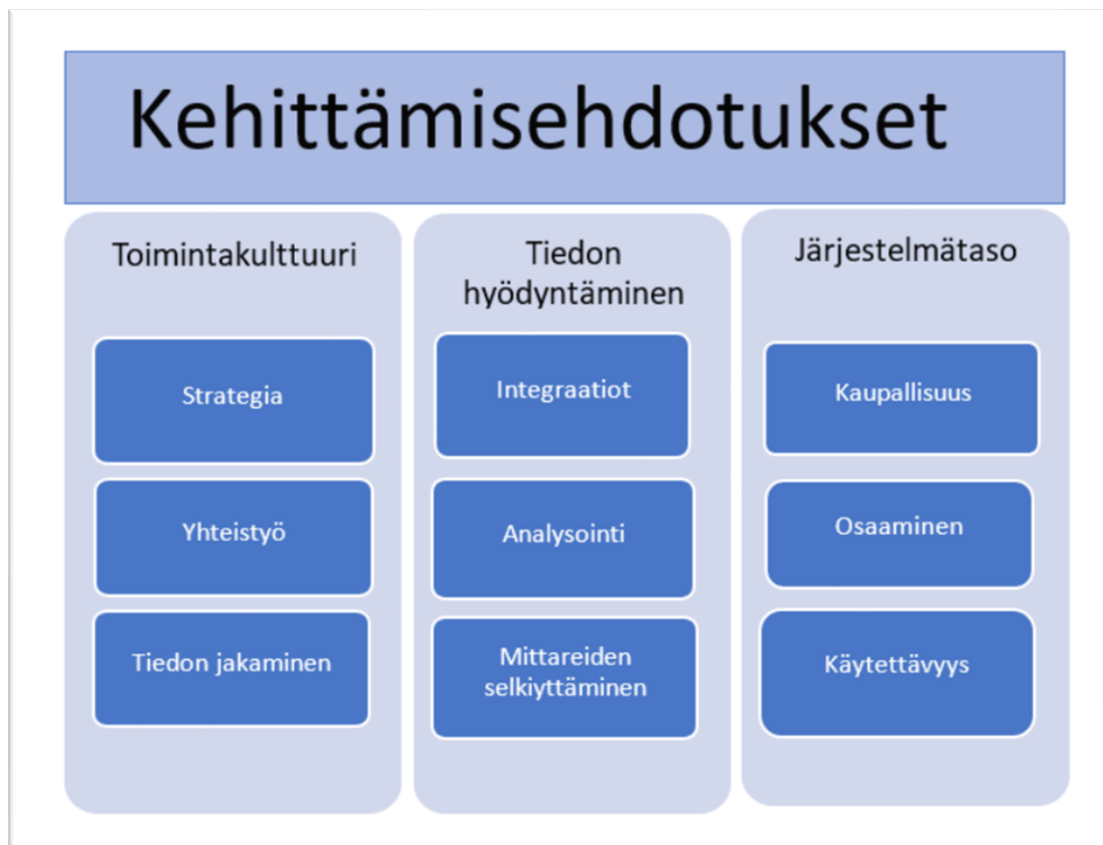 Kehittämisehdotukset
Toimintakulttuuri
Strategia
Yhteistyö
Tiedon jakaminen
Tiedon
hyödyntäminen
Integraatiot
Analysointi
Mittareiden
selkiyttäminen
Järjestelmätaso
Kaupallisuus
Osaaminen
Käytettävyys